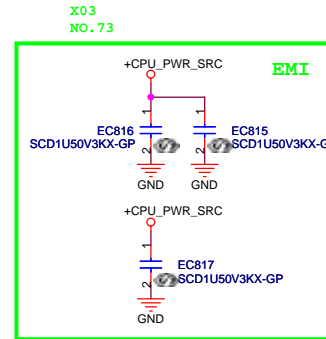 X03
NO.73
+CPU_PWR_SRC
EMI
1
1
EC816
EC815
SCD1U50V3KX-GP
SCD1U50V3KX-G
2
2
GND
GND
+CPU_PWR_SRC
1
EC817
2
SCD1U50V3KX-GP
GND